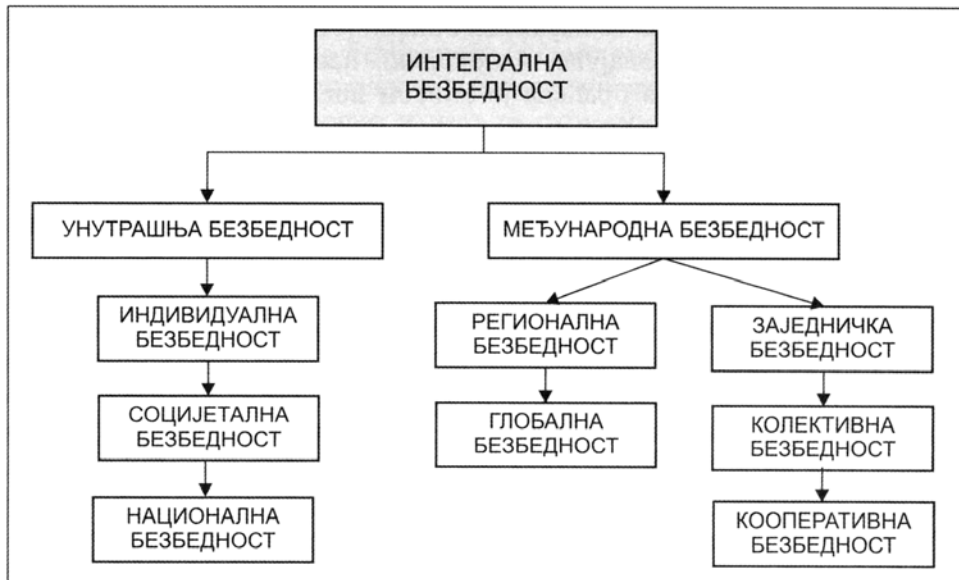 ИНТЕГРАЛНА
БЕЗБЕДНОСТ
УНУТРАШЊА БЕЗБЕДНОСТ
МЕЂУНАРОДНА БЕЗБЕДНОСТ
ИНДИВИДУАЛНА
БЕЗБЕДНОСТ
РЕГИОНАЛНА
БЕЗБЕДНОСТ
ЗАЈЕДНИЧКА
БЕЗБЕДНОСТ
СОЦИЈЕТАЛНА
БЕЗБЕДНОСТ
ГЛОБАЛНА
БЕЗБЕДНОСТ
КОЛЕКТИВНА
БЕЗБЕДНОСТ
НАЦИОНАЛНА
БЕЗБЕДНОСТ
КООПЕРАТИВНА
БЕЗБЕДНОСТ